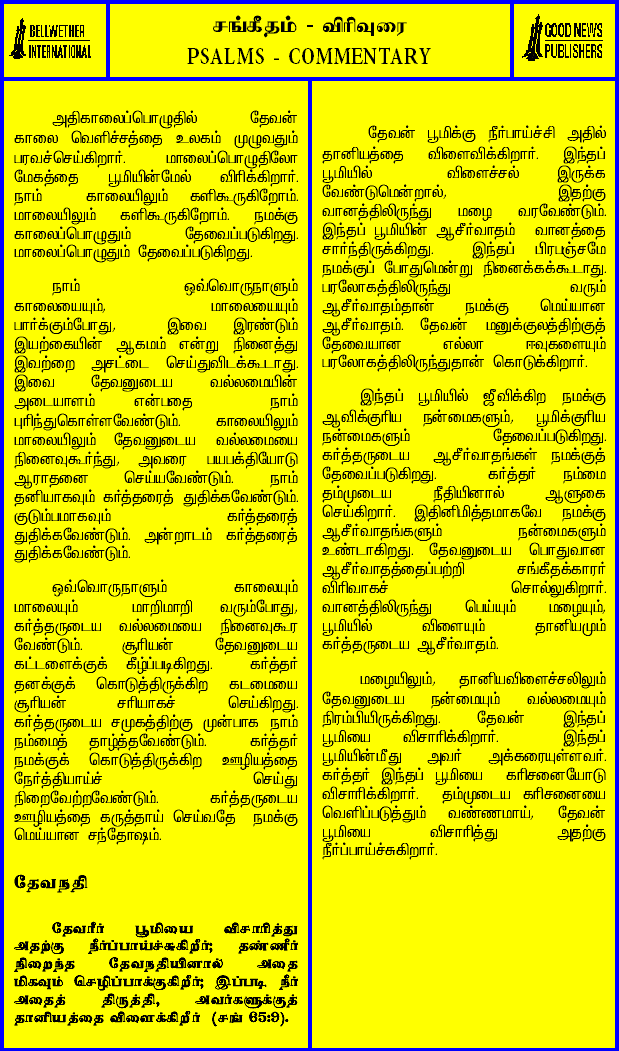 BELLWETHER
INTERNATIONAL
சங்கீதம் - விரிவுரை
PSALMS - COMMENTARY
GOOD NEWS
PUBLISHERS
அதிகாலைப்பொழுதில் தேவன்
காலை வெளிச்சத்தை உலகம் முழுவதும்
பரவச்செய்கிறார். மாலைப்பொழுதிலோ
மேகத்தை பூமியின்மேல் விரிக்கிறார்.
நாம் காலையிலும் களிகூருகிறோம்.
மாலையிலும் களிகூருகிறோம். நமக்கு
காலைப்பொழுதும் தேவைப்படுகிறது.
மாலைப்பொழுதும் தேவைப்படுகிறது.
நாம் ஒவ்வொருநாளும்
காலையையும், மாலையையும்
பார்க்கும்போது, இவை இரண்டும்
இயற்கையின் ஆகமம் என்று நினைத்து
இவற்றை அசட்டை செய்துவிடக்கூடாது.
இவை தேவனுடைய வல்லமையின்
அடையாளம் என்பதை நாம்
புரிந்துகொள்ளவேண்டும். காலையிலும்
மாலையிலும் தேவனுடைய வல்லமையை
நினைவுகூர்ந்து, அவரை பயபக்தியோடு
ஆராதனை செய்யவேண்டும். நாம்
தனியாகவும் கர்த்தரைத் துதிக்கவேண்டும்.
குடும்பமாகவும் கர்த்தரைத்
துதிக்கவேண்டும். அன்றாடம் கர்த்தரைத்
துதிக்கவேண்டும்.
ஒவ்வொருநாளும் காலையும்
மாலையும் மாறிமாறி வரும்போது,
கர்த்தருடைய வல்லமையை நினைவுகூர
வேண்டும். சூரியன் தேவனுடைய
கட்டளைக்குக் கீழ்ப்படிகிறது. கர்த்தர்
தனக்குக் கொடுத்திருக்கிற கடமையை
சூரியன் சரியாகச் செய்கிறது.
கர்த்தருடைய சமுகத்திற்கு முன்பாக நாம்
நம்மைத் தாழ்த்தவேண்டும். கர்த்தர்
நமக்குக் கொடுத்திருக்கிற ஊழியத்தை
நேர்த்தியாய்ச் செய்து
நிறைவேற்றவேண்டும். கர்த்தருடைய
ஊழியத்தை கருத்தாய் செய்வதே நமக்கு
மெய்யான சந்தோஷம்.
தேவநதி
தேவரீர் பூமியை விசாரித்து
அதற்கு நீர்ப்பாய்ச்சுகிறீர்; தண்ணீர்
நிறைந்த தேவநதியினால் அதை
மிகவும் செழிப்பாக்குகிறீர்; இப்படி நீர்
அதைத் திருத்தி, அவர்களுக்குத்
தானியத்தை விளைக்கிறீர் (சங் 65:9).
தேவன் பூமிக்கு நீர்பாய்ச்சி அதில்
தானியத்தை விளைவிக்கிறார். இந்தப்
பூமியில் விளைச்சல் இருக்க
வேண்டுமென்றால், இதற்கு
வானத்திலிருந்து மழை வரவேண்டும்.
இந்தப் பூமியின் ஆசீர்வாதம் வானத்தை
சார்ந்திருக்கிறது. இந்தப் பிரபஞ்சமே
நமக்குப் போதுமென்று நினைக்கக்கூடாது.
பரலோகத்திலிருந்து வரும்
ஆசீர்வாதம்தான் நமக்கு மெய்யான
ஆசீர்வாதம். தேவன் மனுக்குலத்திற்குத்
தேவையான எல்லா ஈவுகளையும்
பரலோகத்திலிருந்துதான் கொடுக்கிறார்.
இந்தப் பூமியில் ஜீவிக்கிற நமக்கு
ஆவிக்குரிய நன்மைகளும், பூமிக்குரிய
நன்மைகளும் தேவைப்படுகிறது.
கர்த்தருடைய ஆசீர்வாதங்கள் நமக்குத்
தேவைப்படுகிறது. கர்த்தர் நம்மை
தம்முடைய நீதியினால் ஆளுகை
செய்கிறார். இதினிமித்தமாகவே நமக்கு
ஆசீர்வாதங்களும் நன்மைகளும்
உண்டாகிறது. தேவனுடைய பொதுவான
ஆசீர்வாதத்தைப்பற்றி சங்கீதக்காரர்
விரிவாகச் சொல்லுகிறார்.
வானத்திலிருந்து பெய்யும் மழையும்,
பூமியில் விளையும் தானியமும்
கர்த்தருடைய ஆசீர்வாதம்.
மழையிலும், தானியவிளைச்சலிலும்
தேவனுடைய நன்மையும் வல்லமையும்
நிரம்பியிருக்கிறது. தேவன் இந்தப்
பூமியை விசாரிக்கிறார். இந்தப்
பூமியின்மீது அவர் அக்கரையுள்ளவர்.
கர்த்தர் இந்தப் பூமியை கரிசனையோடு
விசாரிக்கிறார். தம்முடைய கரிசனையை
வெளிப்படுத்தும் வண்ணமாய், தேவன்
பூமியை விசாரித்து அதற்கு
நீர்ப்பாய்ச்சுகிறார்.